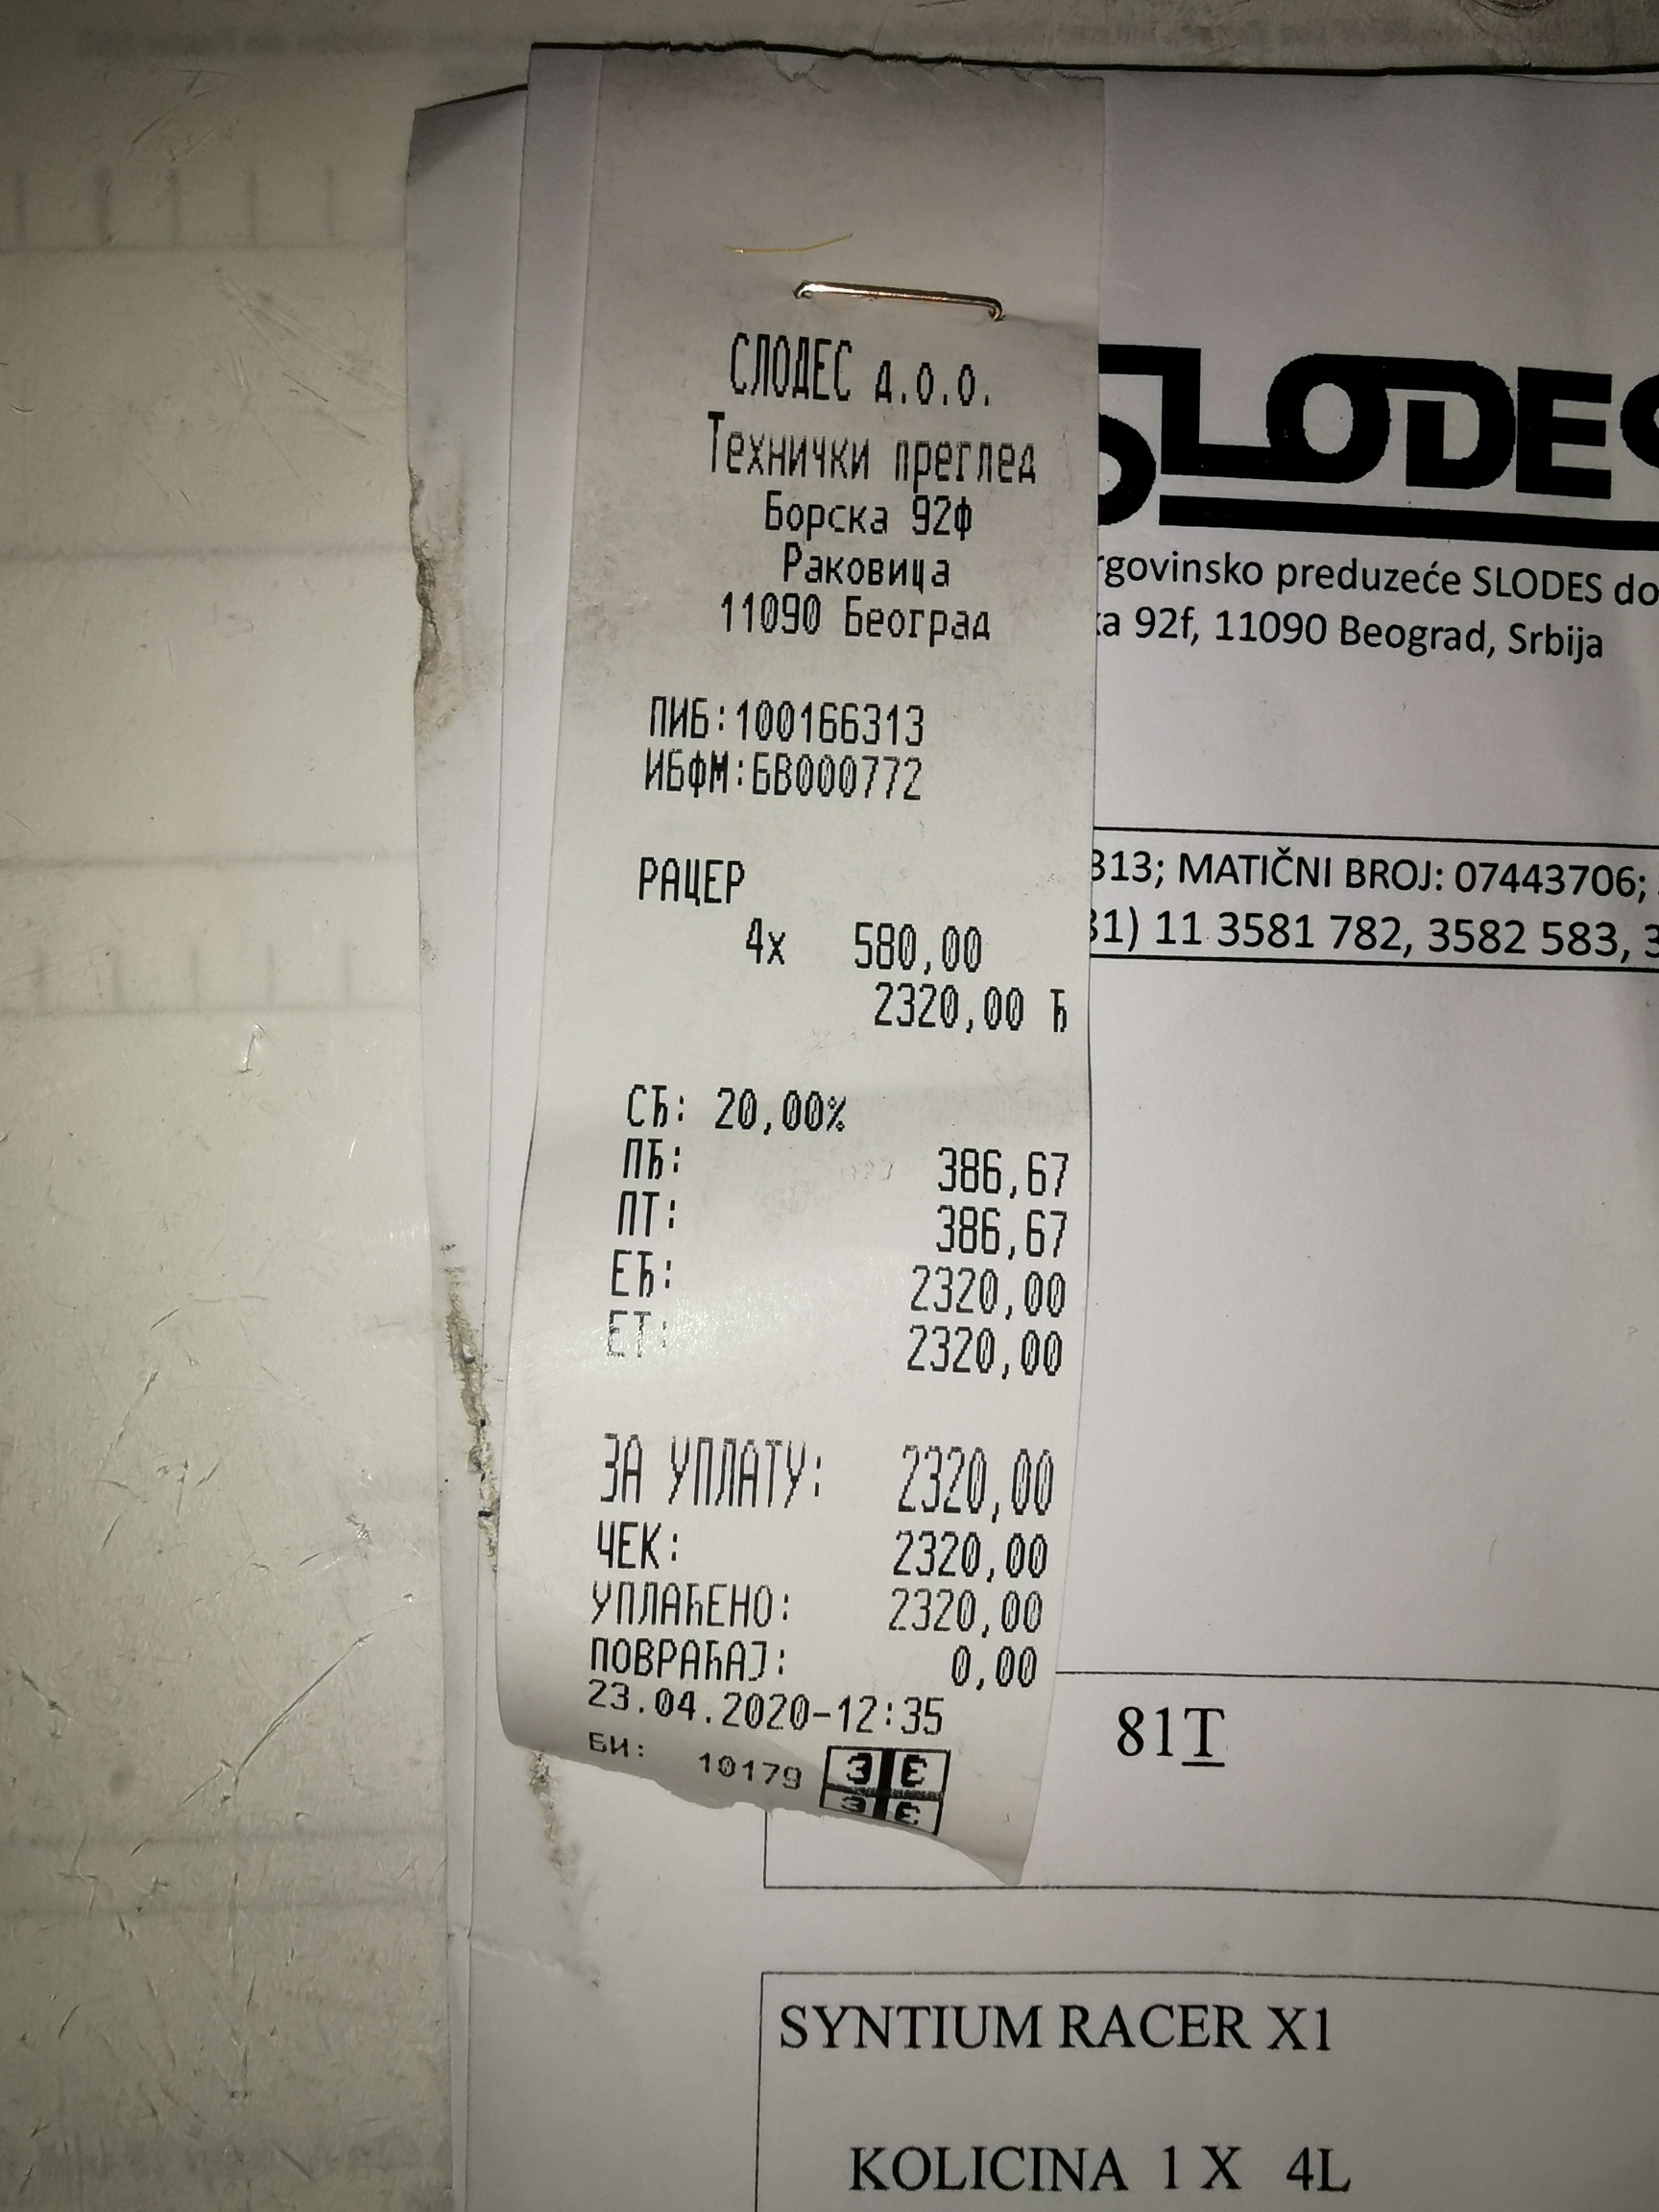 СЛОДЕС д.о.о.
Технички преглед
Борска 92ф
Раковица
11090 Београд
ПИБ:100166313
ИБФМ:БВ000772
РАЦЕР
4x 580,00
2320,00 Ђ
СЂ: 20,00%
ПЂ: 386,67
ПТ: 386,67
ЕЂ: 2320,00
ЕТ: 2320,00
ЗА УПЛАТУ: 2320,00
ЧЕК: 2320,00
УПЛАЋЕНО: 2320,00
ПОВРАЋАЈ: 0,00
23.04.2020-12:35
БИ: 10179
SLODES
rgovinsko preduzeće SLODES do
ka 92f, 11090 Beograd, Srbija
313; MATIČNI BROJ: 07443706;
81) 11 3581 782, 3582 583, 3
81T
SYNTIUM RACER X1
KOLICINA 1 X 4L